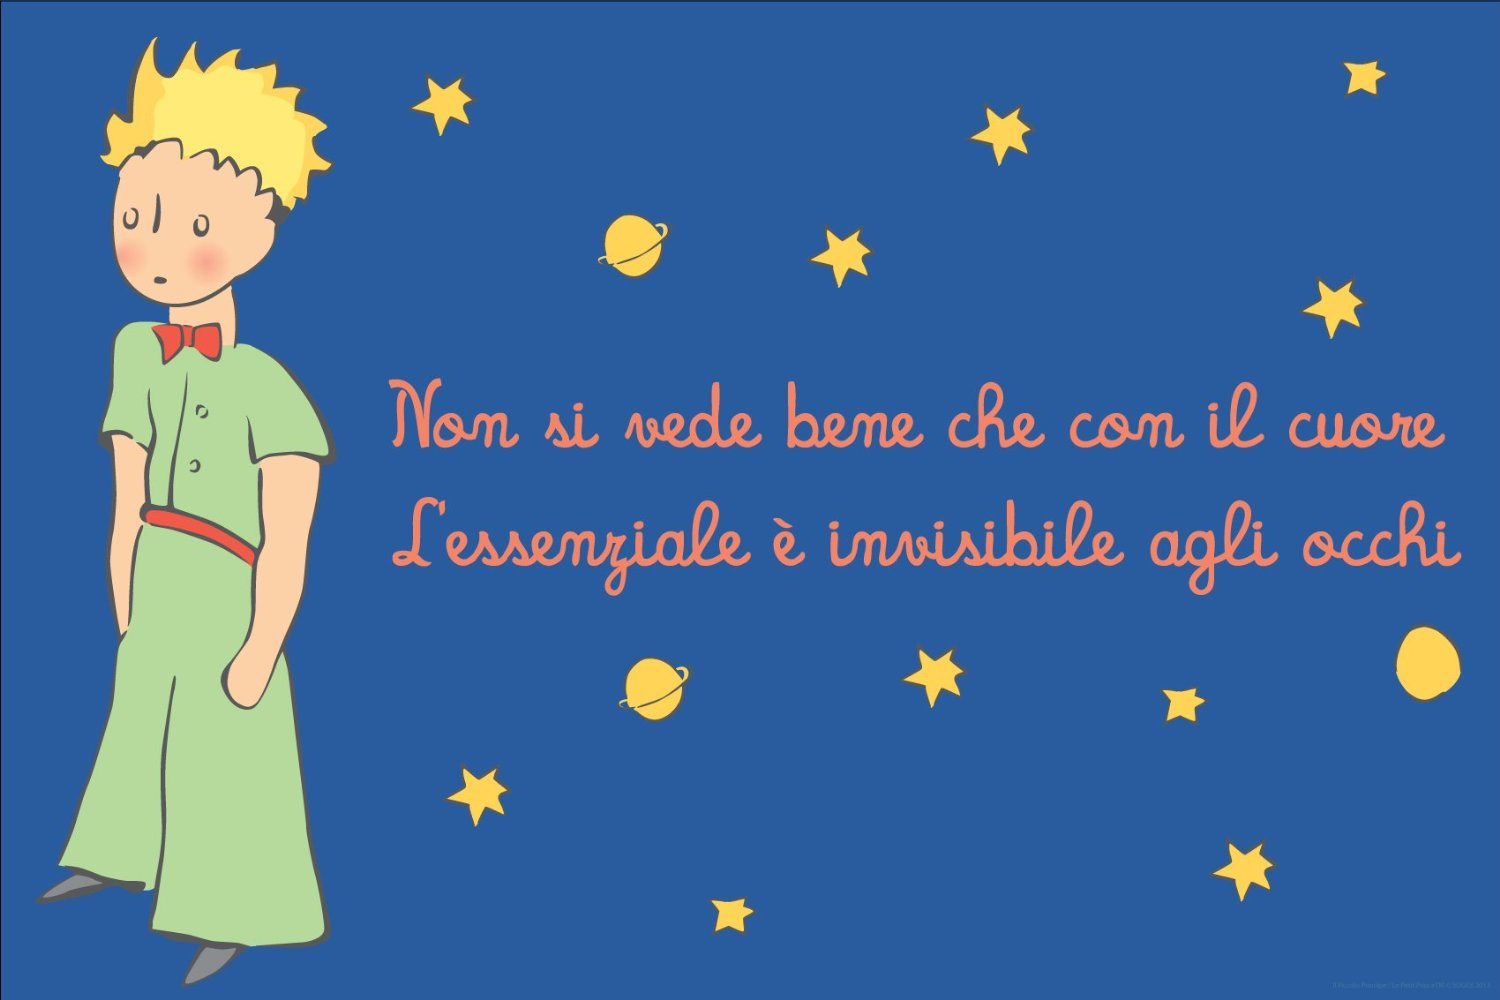 Non si vede bene che con il cuore
L'essenziale è invisibile agli occhi